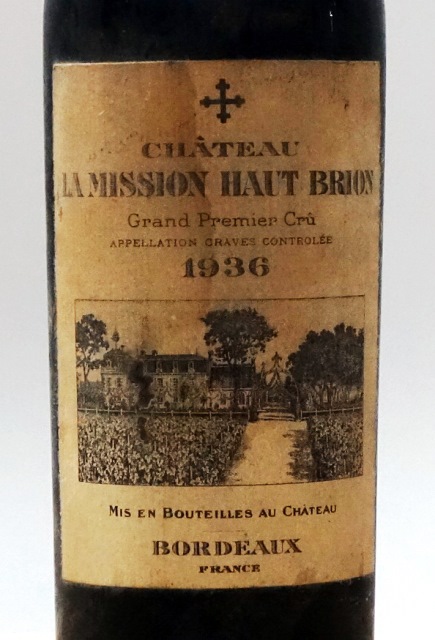 CHÂTEAU
LA MISSION HAUT BRION
Grand Premier Crû
APPELLATION GRAVES CONTROLÉE
1936
MIS EN BOUTEILLES AU CHÂTEAU
BORDEAUX
FRANCE